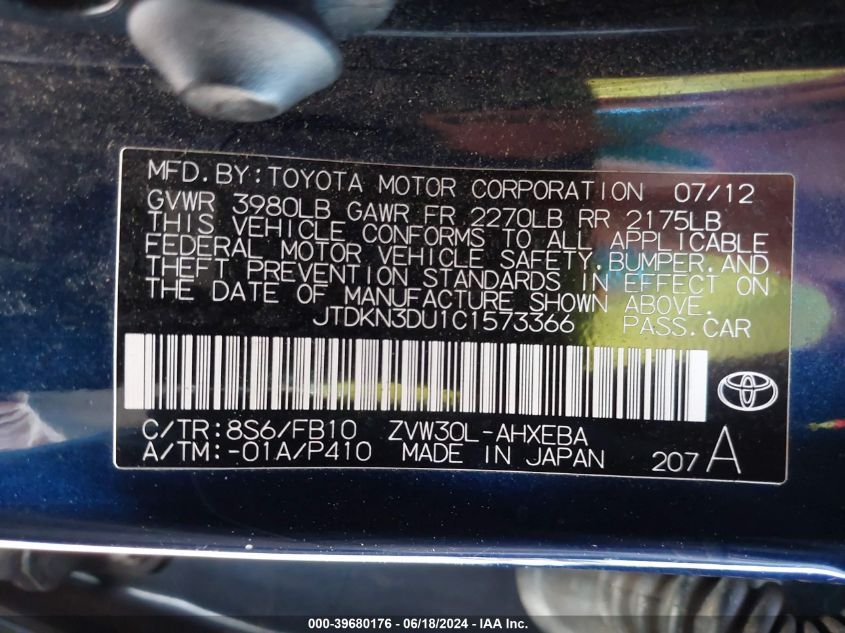 MFD. BY: TOYOTA MOTOR CORPORATION 07/12
GVWR 3980LB GAWR FR 2270LB RR 2175LB
THIS VEHICLE CONFORMS TO ALL APPLICABLE
FEDERAL MOTOR VEHICLE SAFETY, BUMPER, AND
THEFT PREVENTION STANDARDS IN EFFECT ON
THE DATE OF MANUFACTURE SHOWN ABOVE.
JTDKN3DU1C1573366 PASS. CAR
C/TR: 8S6/FB10 ZVW30L-AHXEBA
A/TM: -01A/P410 MADE IN JAPAN 207 A
000-39680176 - 06/18/2024 - IAA Inc.